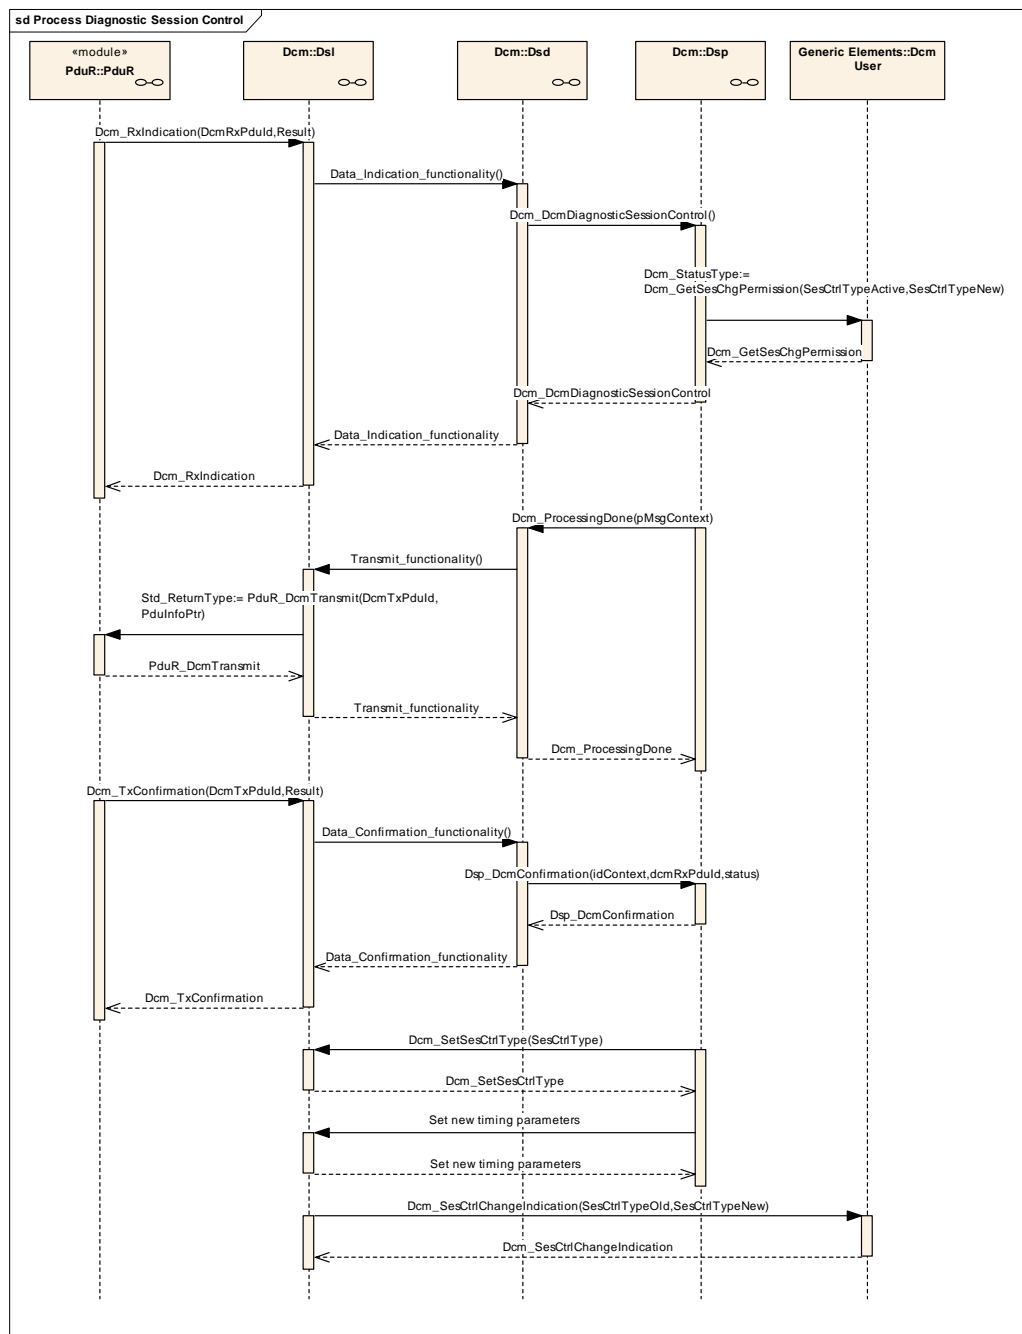 sd Process Diagnostic Session Control
«module»
PduR::PduR
Dcm::Dsl
Dcm::Dsd
Dcm::Dsp
Generic Elements::Dcm
User
Dcm_RxIndication(DcmRxPduId,Result)
Data_Indication_functionality()
Dcm_DcmDiagnosticSessionControl()
Dcm_StatusType:=
Dcm_GetSesChgPermission(SesCtrlTypeActive,SesCtrlTypeNew)
Dcm_GetSesChgPermission
Dcm_DcmDiagnosticSessionControl
Data_Indication_functionality
Dcm_RxIndication
Dcm_ProcessingDone(pMsgContext)
Transmit_functionality()
Std_ReturnType:= PduR_DcmTransmit(DcmTxPduId,
PduInfoPtr)
PduR_DcmTransmit
Transmit_functionality
Dcm_ProcessingDone
Dcm_TxConfirmation(DcmTxPduId,Result)
Data_Confirmation_functionality()
Dsp_DcmConfirmation(idContext,dcmRxPduId,status)
Dsp_DcmConfirmation
Data_Confirmation_functionality
Dcm_TxConfirmation
Dcm_SetSesCtrlType(SesCtrlType)
Dcm_SetSesCtrlType
Set new timing parameters
Set new timing parameters
Dcm_SesCtrlChangeIndication(SesCtrlTypeOld,SesCtrlTypeNew)
Dcm_SesCtrlChangeIndication